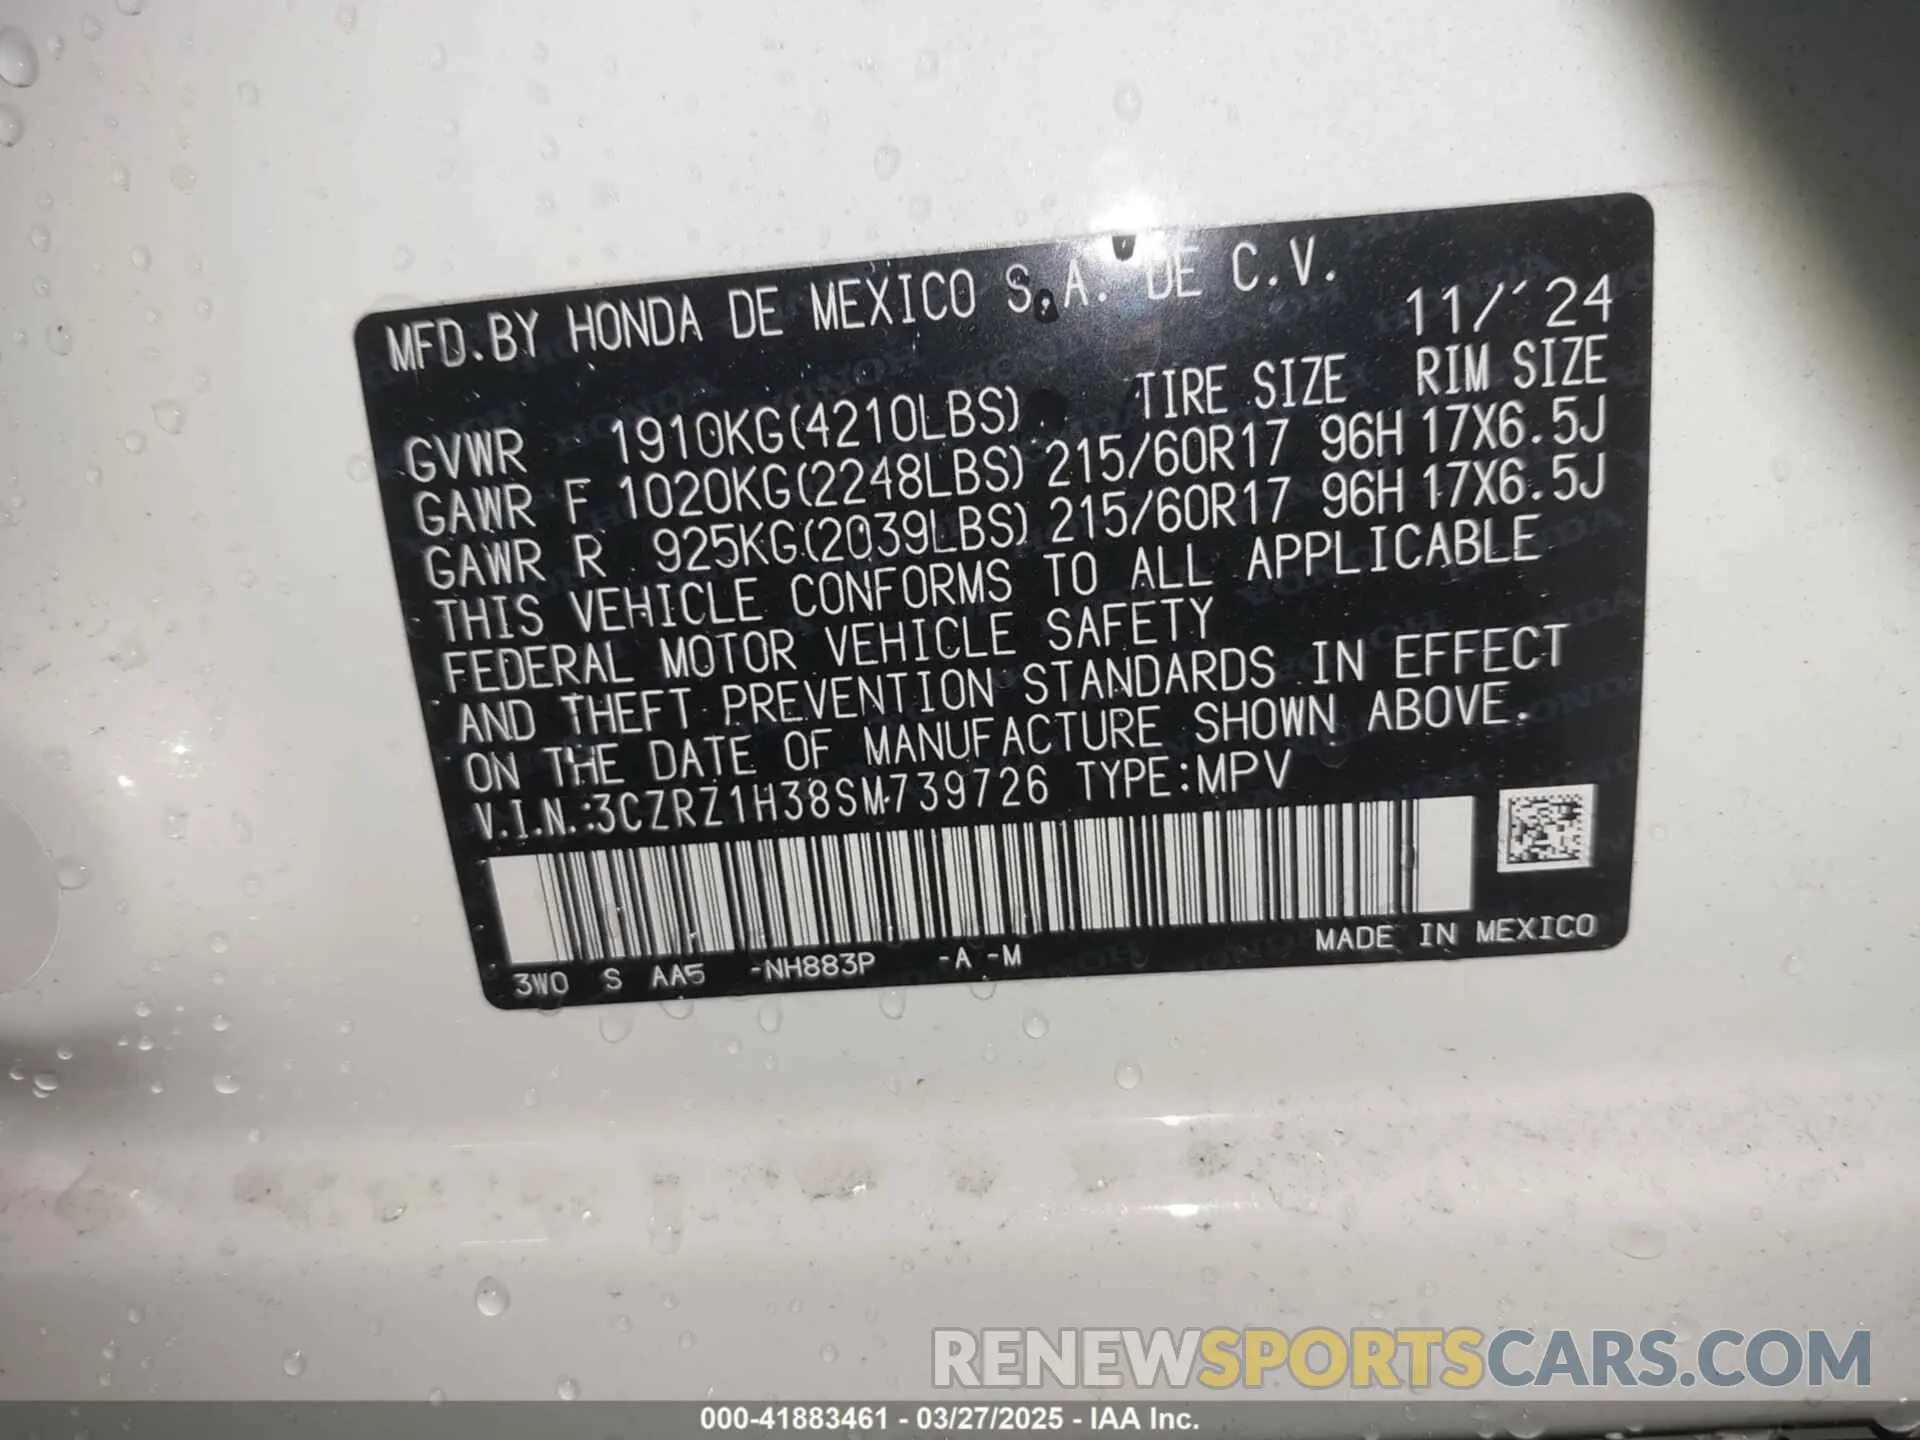 MFD.BY HONDA DE MEXICO S.A. DE C.V.
11/'24
TIRE SIZE RIM SIZE
GVWR 1910KG(4210LBS)
GAWR F 1020KG(2248LBS) 215/60R17 96H 17X6.5J
GAWR R 925KG(2039LBS) 215/60R17 96H 17X6.5J
THIS VEHICLE CONFORMS TO ALL APPLICABLE
FEDERAL MOTOR VEHICLE SAFETY
AND THEFT PREVENTION STANDARDS IN EFFECT
ON THE DATE OF MANUFACTURE SHOWN ABOVE.
V.I.N.:3CZRZ1H38SM739726 TYPE:MPV
MADE IN MEXICO
3W0 S AA5 -NH883P -A -M
RENEWSPORTSCARS.COM
000-41883461 - 03/27/2025 - IAA Inc.